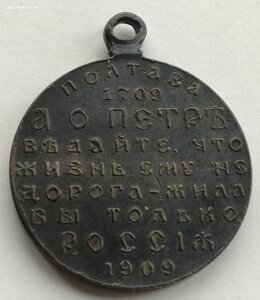 ПОЛТАВА
1709
А О ПЕТРѢ
ВѢДАЙТЕ, ЧТО
ЖИЗНЬ ЕМУ НЕ
ДОРОГА-ЖИЛА
БЫ ТОЛЬКО
РОССІЯ
1909